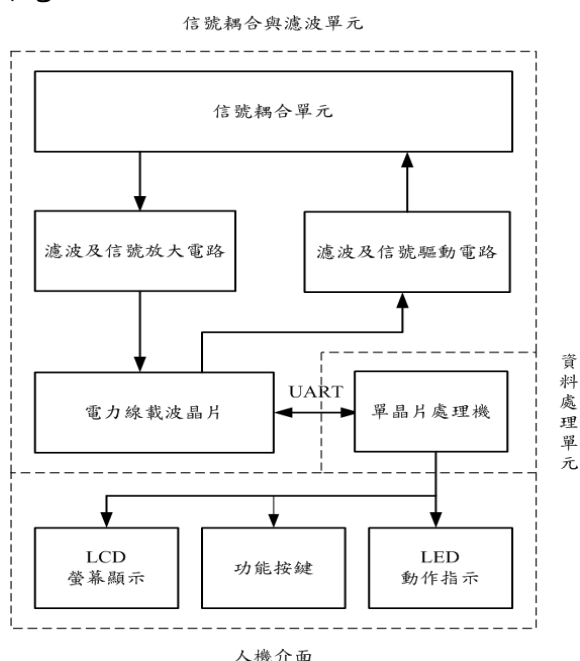 信號耦合與濾波單元
信號耦合單元
濾波及信號放大電路
濾波及信號驅動電路
電力線載波晶片
UART
單晶片處理機
資料處理單元
LCD
螢幕顯示
功能按鍵
LED
動作指示
人機介面